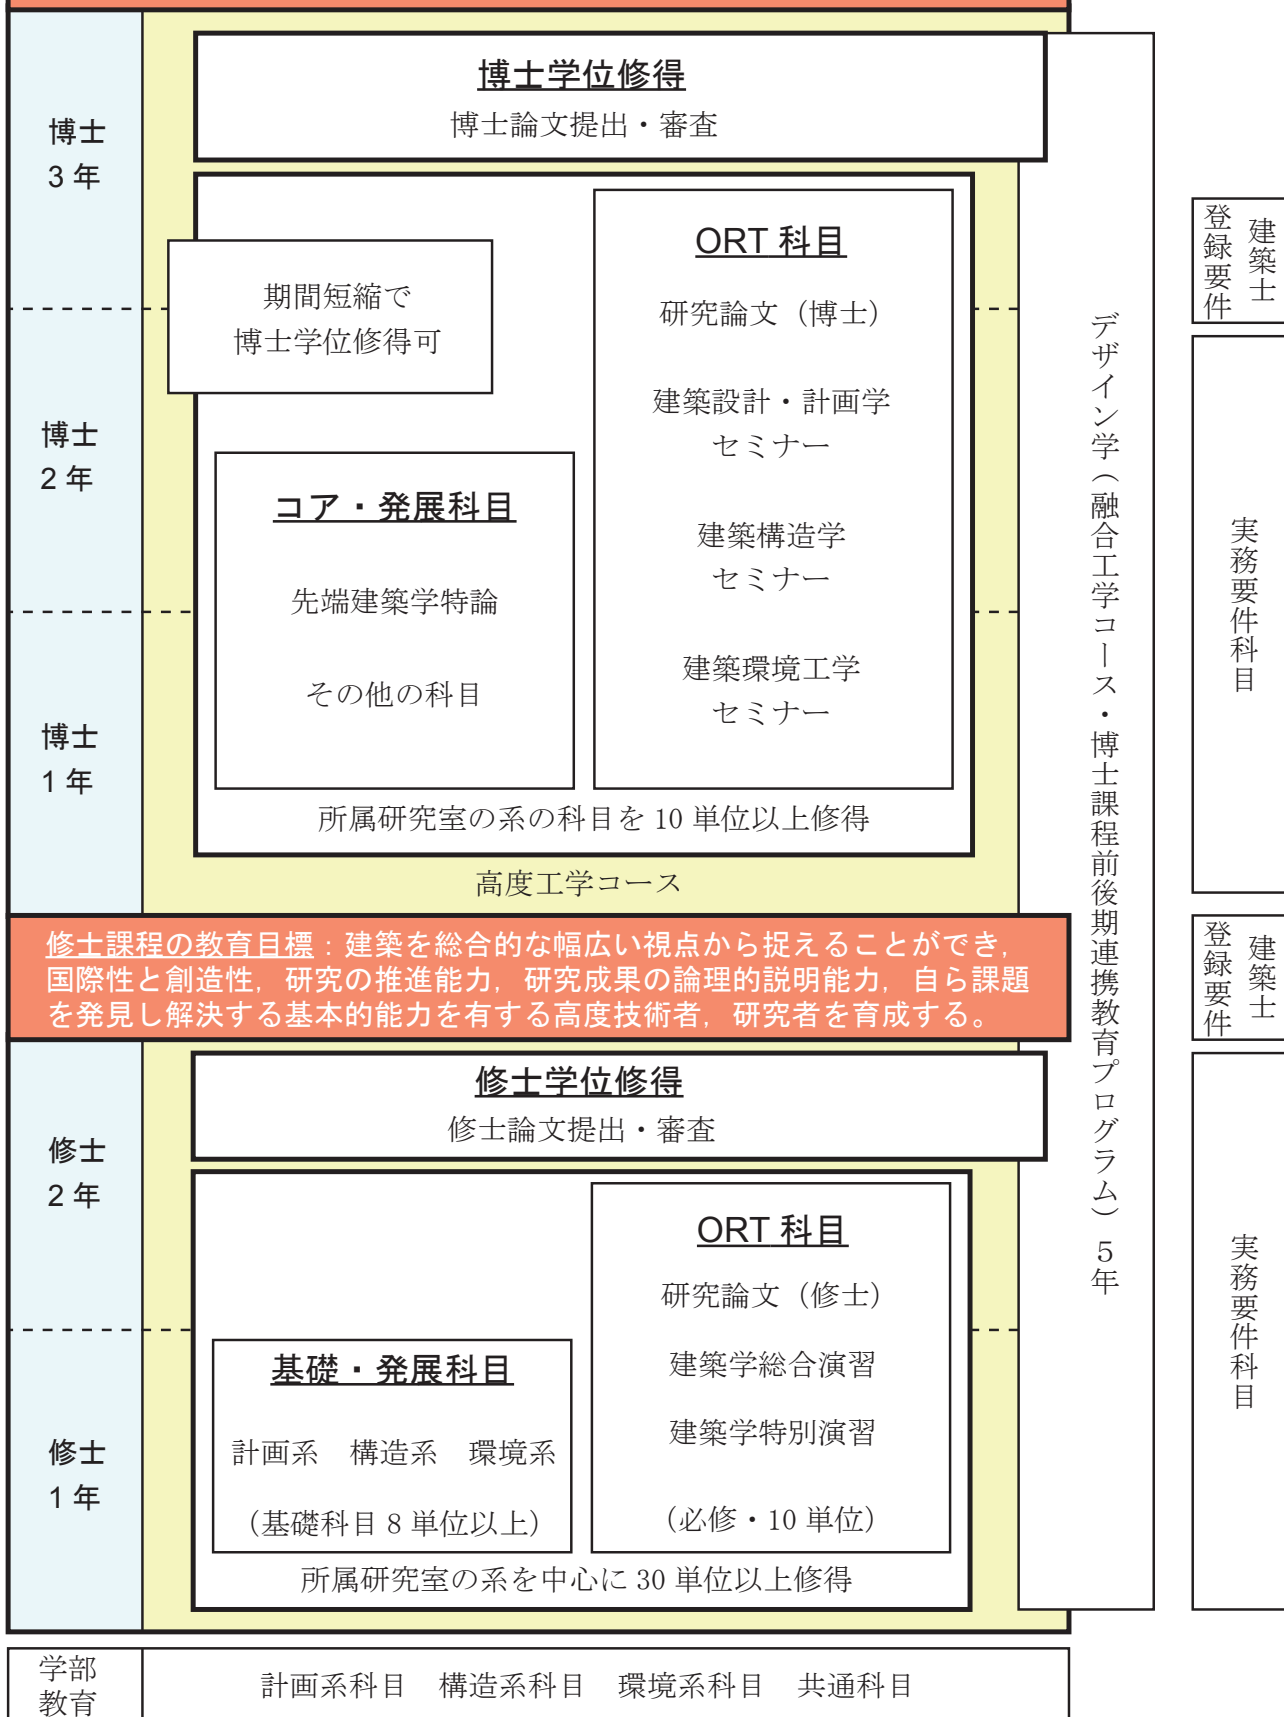 博士学位修得
博士論文提出・審査
博士
3 年
期間短縮で
博士学位修得可
ORT 科目
研究論文（博士）
建築設計・計画学
セミナー
建築構造学
セミナー
建築環境工学
セミナー
博士
2 年
コア・発展科目
先端建築学特論
その他の科目
博士
1 年
所属研究室の系の科目を 10 単位以上修得
高度工学コース
修士課程の教育目標：建築を総合的な幅広い視点から捉えることができ，
国際性と創造性，研究の推進能力，研究成果の論理的説明能力，自ら課題
を発見し解決する基本的能力を有する高度技術者，研究者を育成する。
修士学位修得
修士論文提出・審査
修士
2 年
ORT 科目
研究論文（修士）
建築学総合演習
建築学特別演習
（必修・10 単位）
基礎・発展科目
計画系　構造系　環境系
（基礎科目 8 単位以上）
修士
1 年
所属研究室の系を中心に 30 単位以上修得
学部
教育
計画系科目　構造系科目　環境系科目　共通科目
デザイン学（融合工学コース・博士課程前後期連携教育プログラム）５年
建築士
登録要件
実務要件科目
建築士
登録要件
実務要件科目